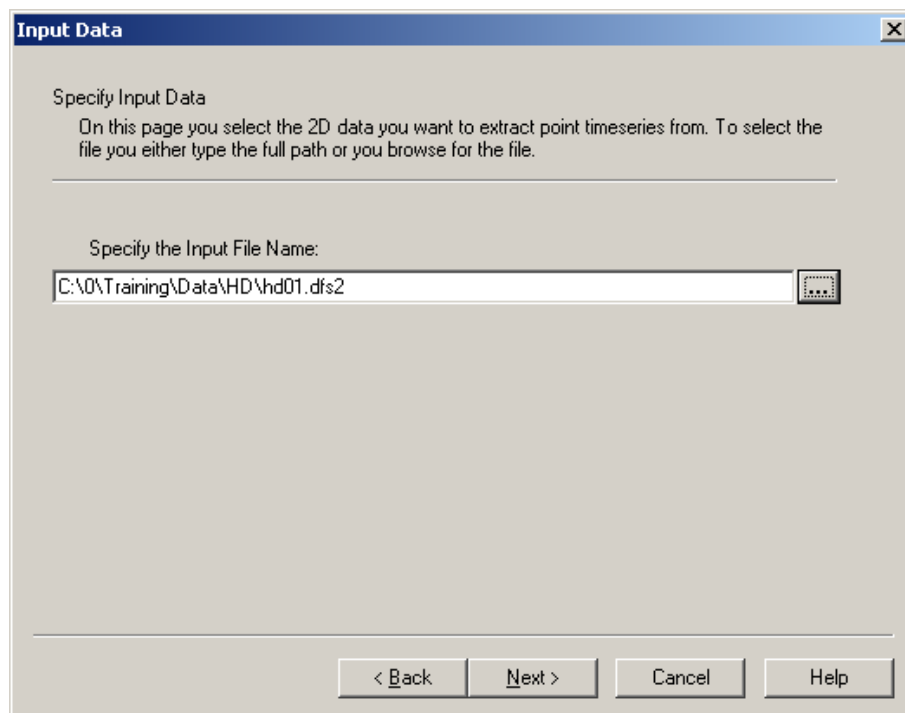 Input Data
Specify Input Data
On this page you select the 2D data you want to extract point timeseries from. To select the
file you either type the full path or you browse for the file.
Specify the Input File Name:
C:\0\Training\Data\HD\hd01.dfs2
...
< Back
Next >
Cancel
Help